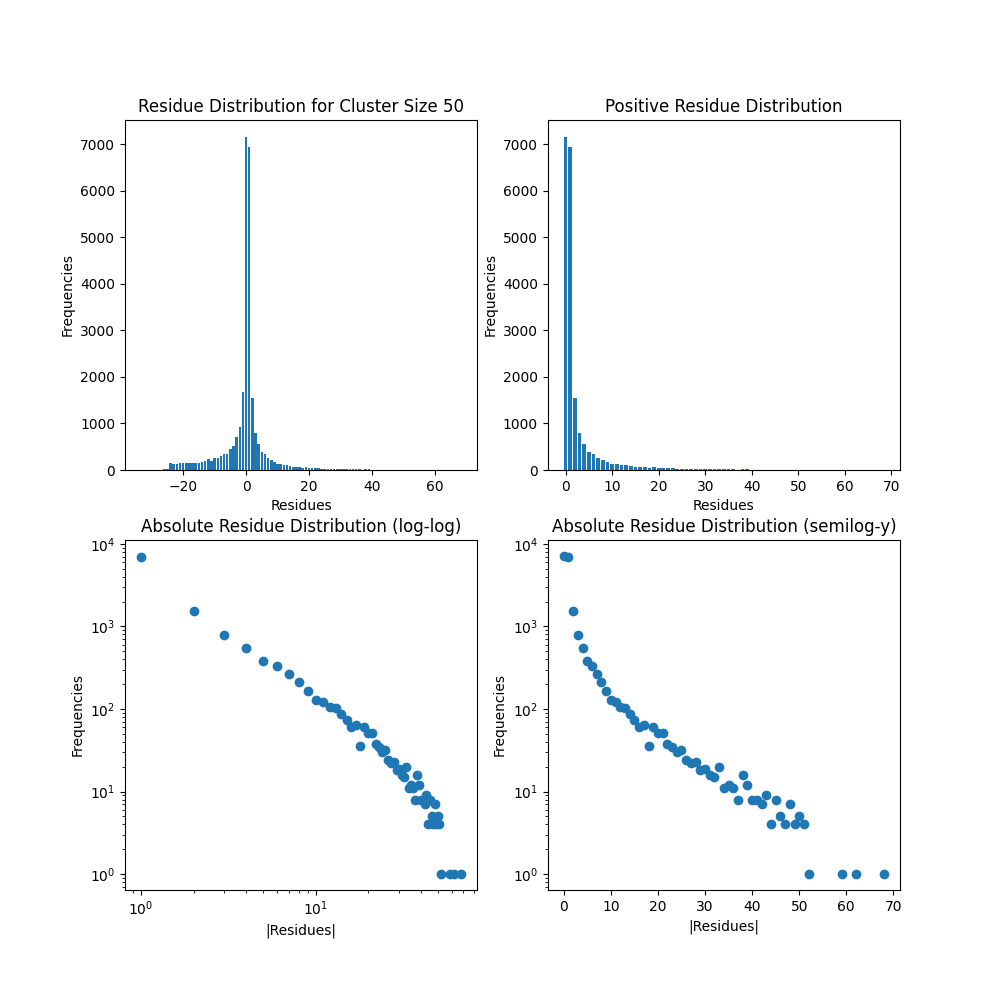 Residue Distribution for Cluster Size 50
Frequencies
7000
6000
5000
4000
3000
2000
1000
0
−20 0 20 40 60
Residues
Positive Residue Distribution
Frequencies
7000
6000
5000
4000
3000
2000
1000
0
0 10 20 30 40 50 60 70
Residues
Absolute Residue Distribution (log-log)
Frequencies
10⁴
10³
10²
10¹
10⁰
10⁰ 10¹
|Residues|
Absolute Residue Distribution (semilog-y)
Frequencies
10⁴
10³
10²
10¹
10⁰
0 10 20 30 40 50 60 70
|Residues|